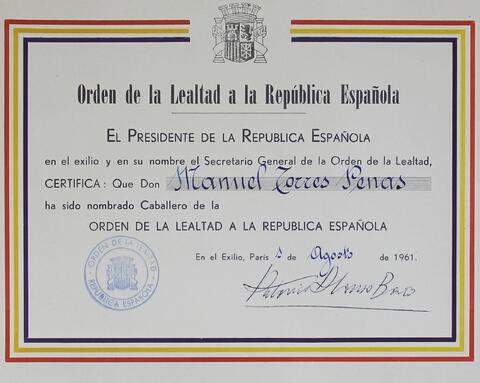 Orden de la Lealtad a la República Española
EL PRESIDENTE DE LA REPUBLICA ESPAÑOLA
en el exilio y en su nombre el Secretario General de la Orden de la Lealtad,
CERTIFICA: Que Don Manuel Torres Penas
ha sido nombrado Caballero de la
ORDEN DE LA LEALTAD A LA REPUBLICA ESPAÑOLA
En el Exilio, París de Agosto de 1961.
ORDEN DE LA LEALTAD
REPUBLICA ESPAÑOLA